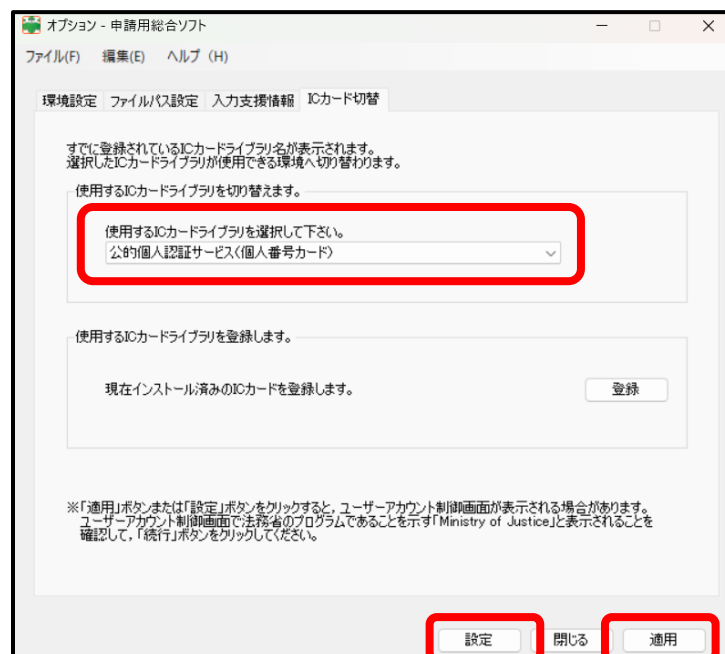 オプション - 申請用総合ソフト
ファイル(F) 編集(E) ヘルプ (H)
環境設定 ファイルパス設定 入力支援情報 ICカード切替
すでに登録されているICカードライブラリ名が表示されます。
選択したICカードライブラリが使用できる環境へ切り替わります。
使用するICカードライブラリを切り替えます。
使用するICカードライブラリを選択して下さい。
公的個人認証サービス(個人番号カード)
使用するICカードライブラリを登録します。
現在インストール済みのICカードを登録します。
登録
※「適用」ボタンまたは「設定」ボタンをクリックすると,ユーザーアカウント制御画面が表示される場合があります。
ユーザーアカウント制御画面で法務省のプログラムであることを示す「Ministry of Justice」と表示されることを
確認して,「続行」ボタンをクリックしてください。
設定 閉じる 適用